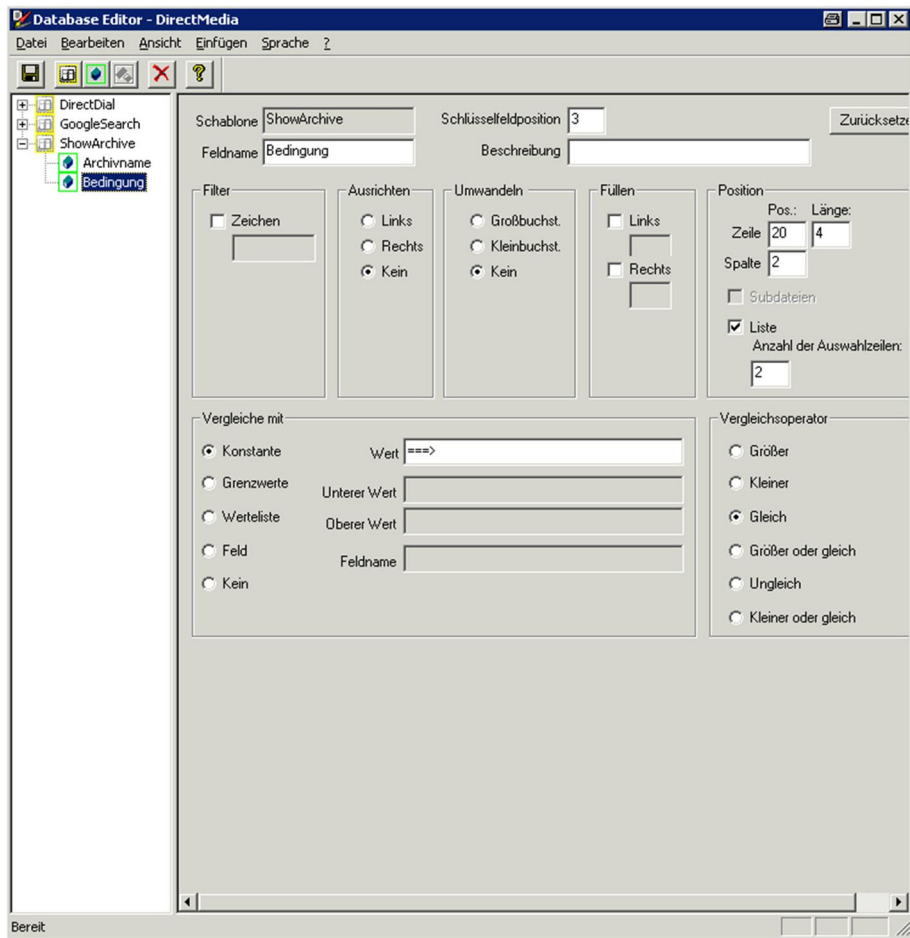 Database Editor - DirectMedia
Datei Bearbeiten Ansicht Einfügen Sprache ?
DirectDial
GoogleSearch
ShowArchive
Archivname
Bedingung
Schablone ShowArchive Schlüsselfeldposition 3 Zurücksetze
Feldname Bedingung Beschreibung
Filter
Zeichen
Ausrichten
Links
Rechts
Kein
Umwandeln
Großbuchst.
Kleinbuchst.
Kein
Füllen
Links
Rechts
Position
Pos.: Länge:
Zeile 20 4
Spalte 2
Subdateien
Liste
Anzahl der Auswahlzeilen:
2
Vergleiche mit
Konstante Wert ===>
Grenzwerte Unterer Wert
Werteliste Oberer Wert
Feld Feldname
Kein
Vergleichsoperator
Größer
Kleiner
Gleich
Größer oder gleich
Ungleich
Kleiner oder gleich
Bereit